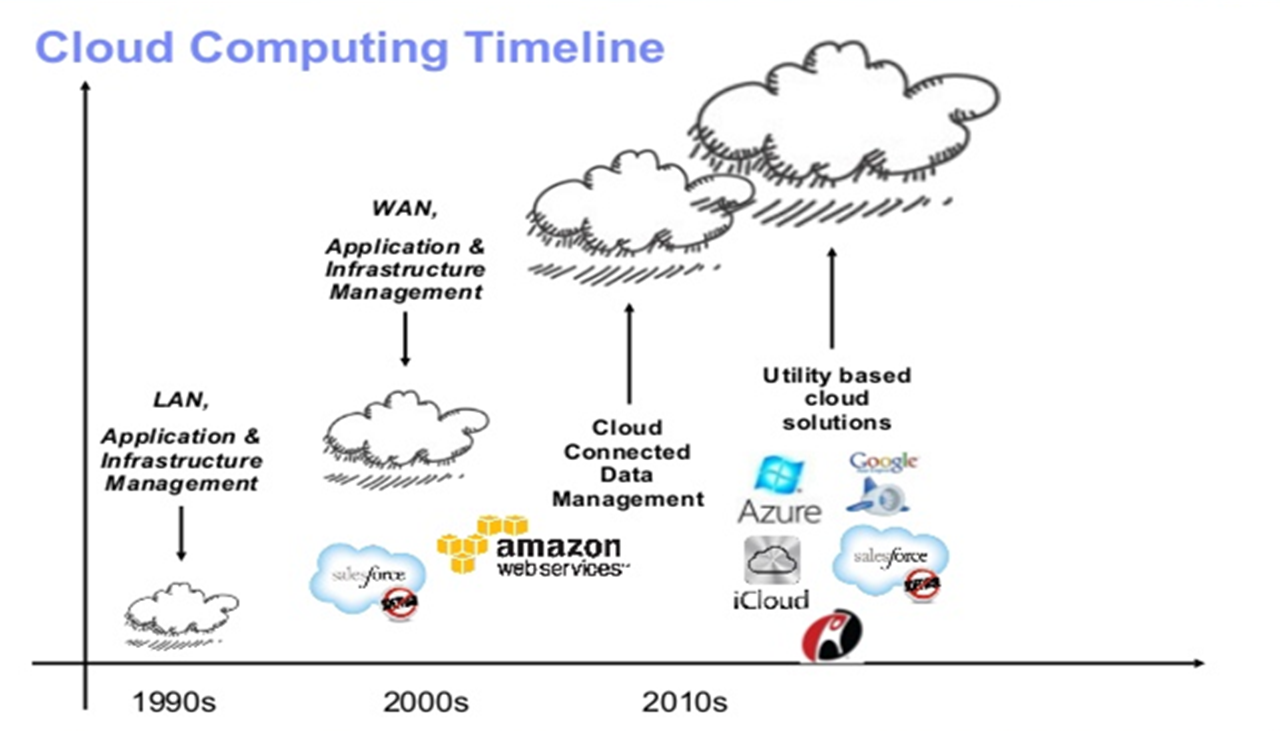 Cloud Computing Timeline
WAN,
Application &
Infrastructure
Management
LAN,
Application &
Infrastructure
Management
Cloud
Connected
Data
Management
Utility based
cloud
solutions
salesforce
amazon
web services™
Azure
Google
iCloud
salesforce
1990s
2000s
2010s